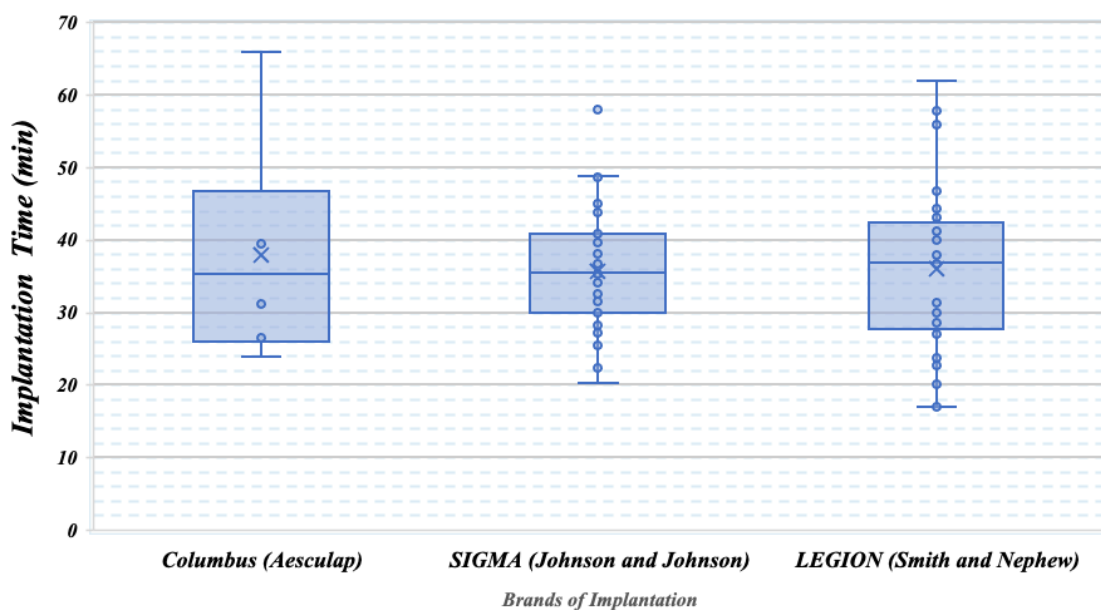 70
60
50
40
30
20
10
0
Implantation Time (min)
Columbus (Aesculap) SIGMA (Johnson and Johnson) LEGION (Smith and Nephew)
Brands of Implantation